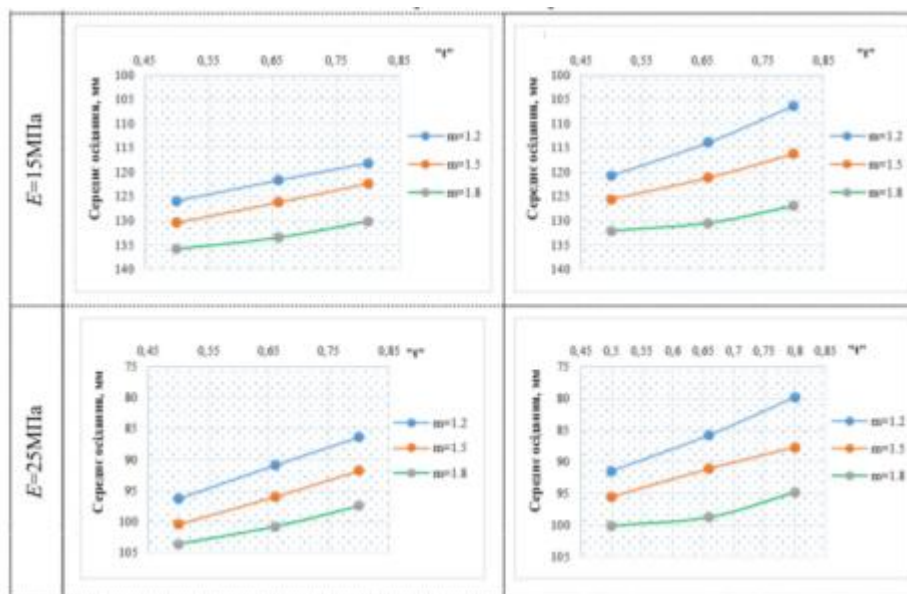 E=15МПа
0,45 0,55 0,65 0,75 0,85
"t"
Середнє осідання, мм
100
105
110
115
120
125
130
135
140
m=1.2
m=1.5
m=1.8
0,45 0,55 0,65 0,75 0,85
"t"
Середнє осідання, мм
100
105
110
115
120
125
130
135
140
m=1.2
m=1.5
m=1.8
E=25МПа
0,45 0,55 0,65 0,75 0,85
"t"
Середнє осідання, мм
75
80
85
90
95
100
105
m=1.2
m=1.5
m=1.8
0,45 0,5 0,55 0,6 0,65 0,7 0,75 0,8 0,85
"t"
Середнє осідання, мм
75
80
85
90
95
100
105
m=1.2
m=1.5
m=1.8